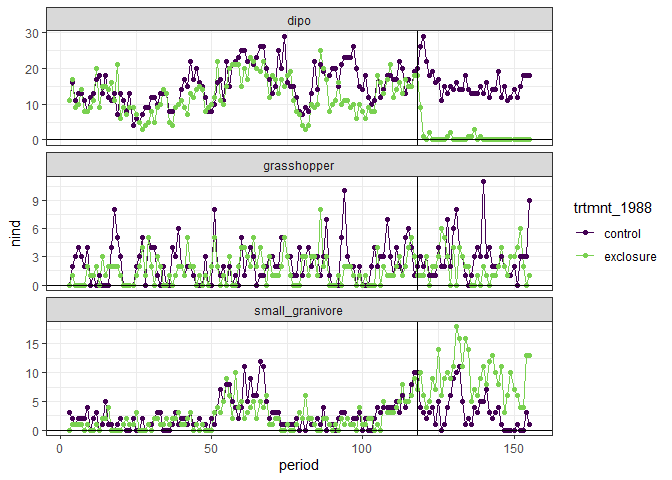 dipo
30
20
10
0
grasshopper
9
6
3
0
small_granivore
15
10
5
0
0
50
100
150
period
nind
trtmnt_1988
control
exclosure